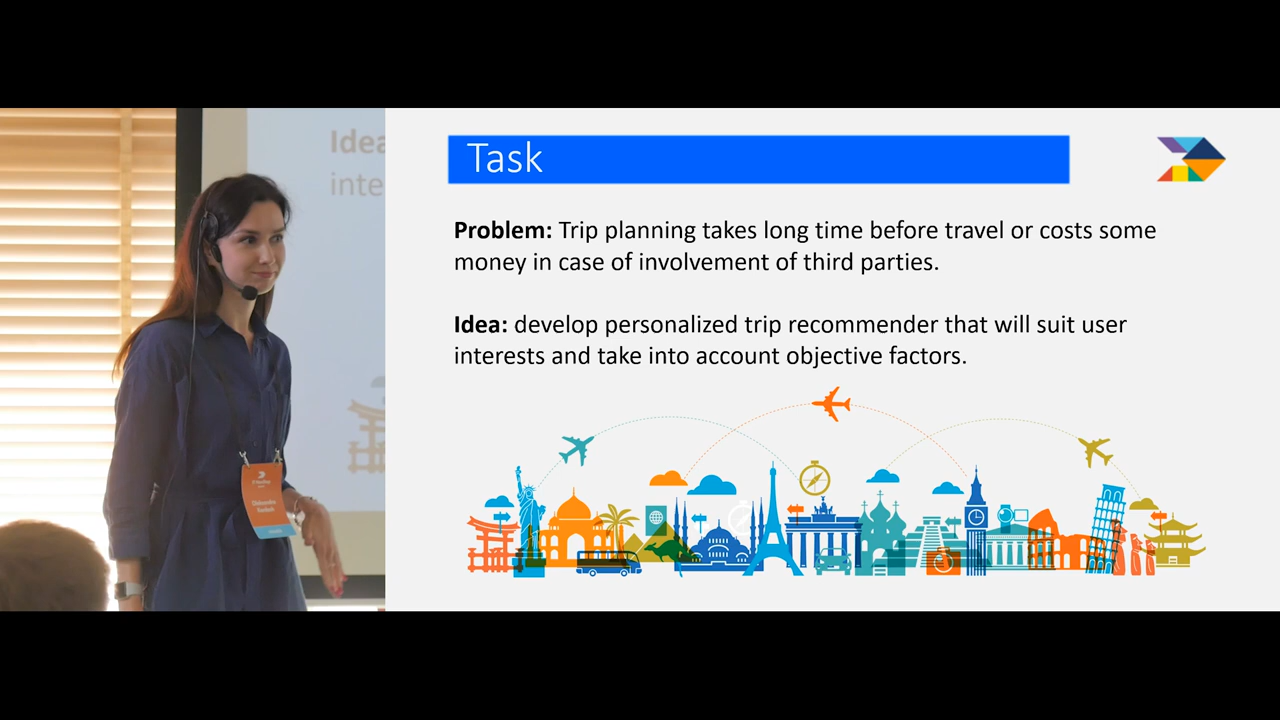 Idea
inte
Task
Problem: Trip planning takes long time before travel or costs some
money in case of involvement of third parties.
Idea: develop personalized trip recommender that will suit user
interests and take into account objective factors.